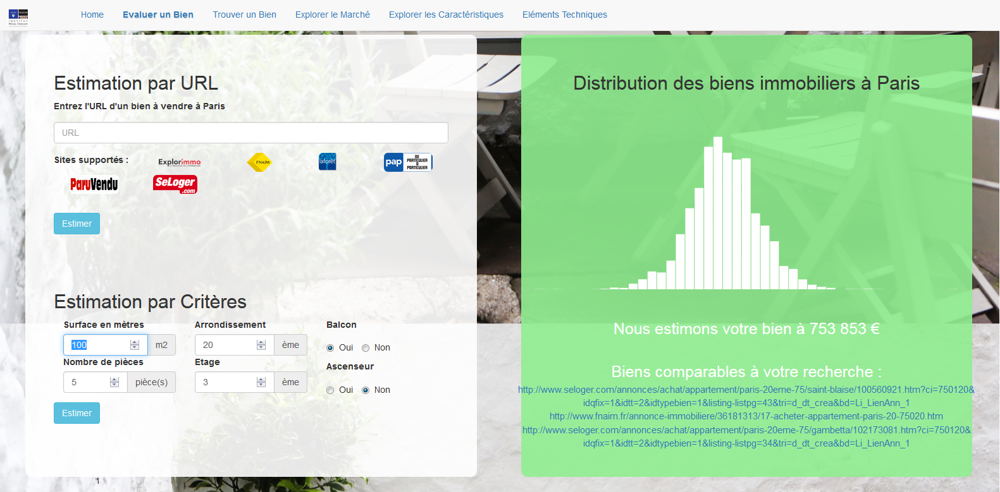 INSTITUT
Mines-Télécom
Home
Evaluer un Bien
Trouver un Bien
Explorer le Marché
Explorer les Caractéristiques
Eléments Techniques
Estimation par URL
Entrez l'URL d'un bien à vendre à Paris
URL
Sites supportés :
Explorimmo
FNAIM
laforêt
pap
DE
PARTICULIER
À
PARTICULIER
ParuVendu
SeLoger
.com
Estimer
Estimation par Critères
Surface en mètres
100
m2
Arrondissement
20
ème
Balcon
Oui
Non
Nombre de pièces
5
pièce(s)
Etage
3
ème
Ascenseur
Oui
Non
Estimer
Distribution des biens immobiliers à Paris
Nous estimons votre bien à 753 853 €
Biens comparables à votre recherche :
http://www.seloger.com/annonces/achat/appartement/paris-20eme-75/saint-blaise/100560921.htm?ci=750120&
idqfix=1&idtt=2&idtypebien=1&listing-listpg=43&tri=d_dt_crea&bd=Li_LienAnn_1
http://www.fnaim.fr/annonce-immobiliere/36181313/17-acheter-appartement-paris-20-75020.htm
http://www.seloger.com/annonces/achat/appartement/paris-20eme-75/gambetta/102173081.htm?ci=750120&
idqfix=1&idtt=2&idtypebien=1&listing-listpg=34&tri=d_dt_crea&bd=Li_LienAnn_1